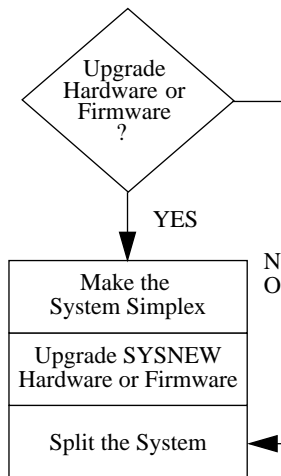 Upgrade
Hardware or
Firmware
?
YES
N
O
Make the
System Simplex
Upgrade SYSNEW
Hardware or Firmware
Split the System